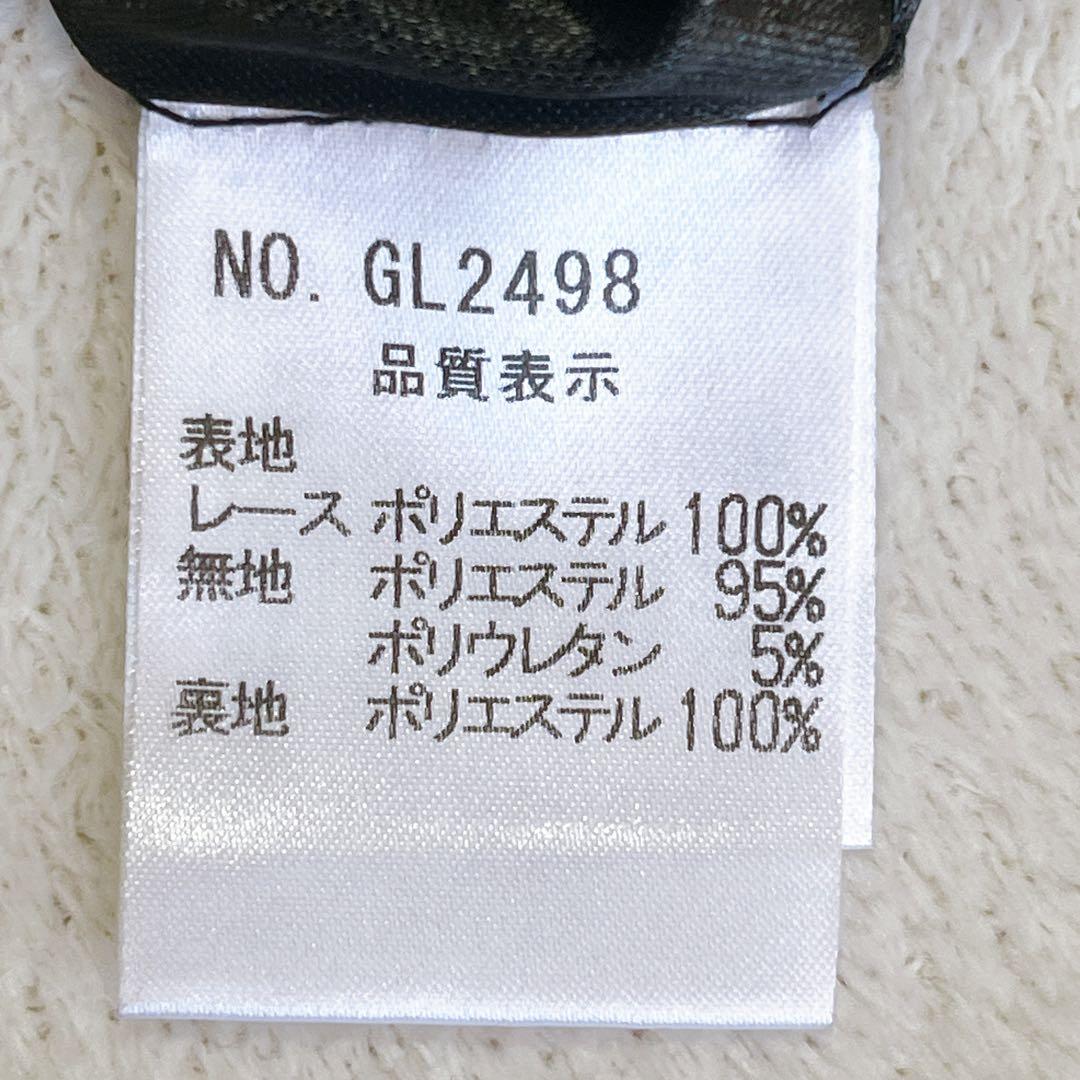 NO. GL2498
品質表示
表地
レース ポリエステル 100%
無地 ポリエステル 95%
ポリウレタン 5%
裏地 ポリエステル 100%